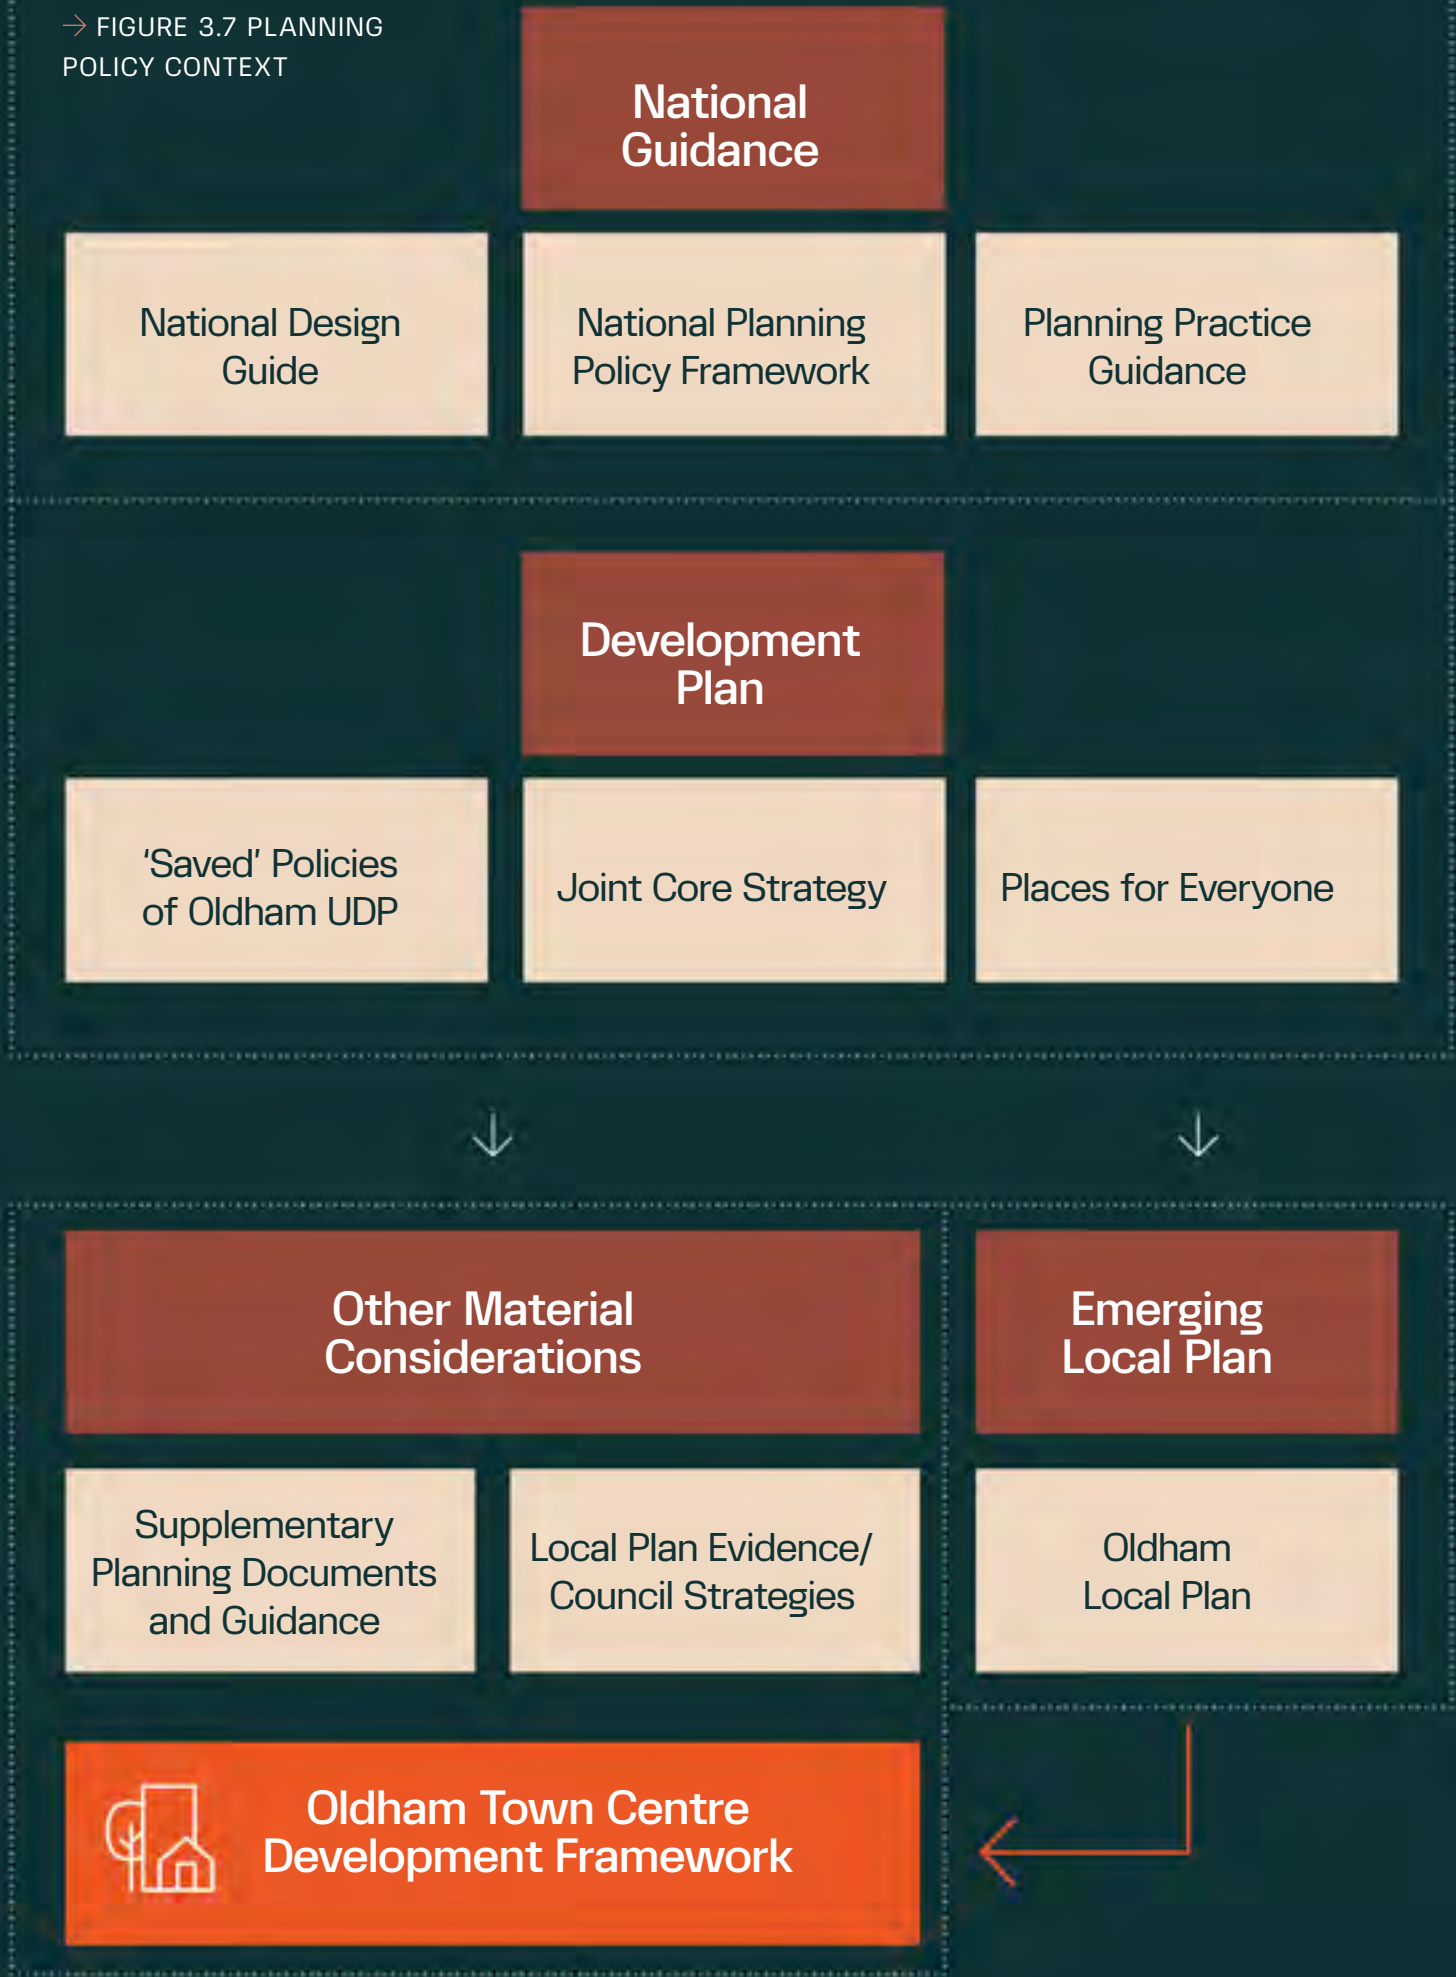 → FIGURE 3.7 PLANNING
POLICY CONTEXT
National
Guidance
National Design
Guide
National Planning
Policy Framework
Planning Practice
Guidance
Development
Plan
‘Saved’ Policies
of Oldham UDP
Joint Core Strategy
Places for Everyone
Other Material
Considerations
Supplementary
Planning Documents
and Guidance
Local Plan Evidence/
Council Strategies
Emerging
Local Plan
Oldham
Local Plan
Oldham Town Centre
Development Framework